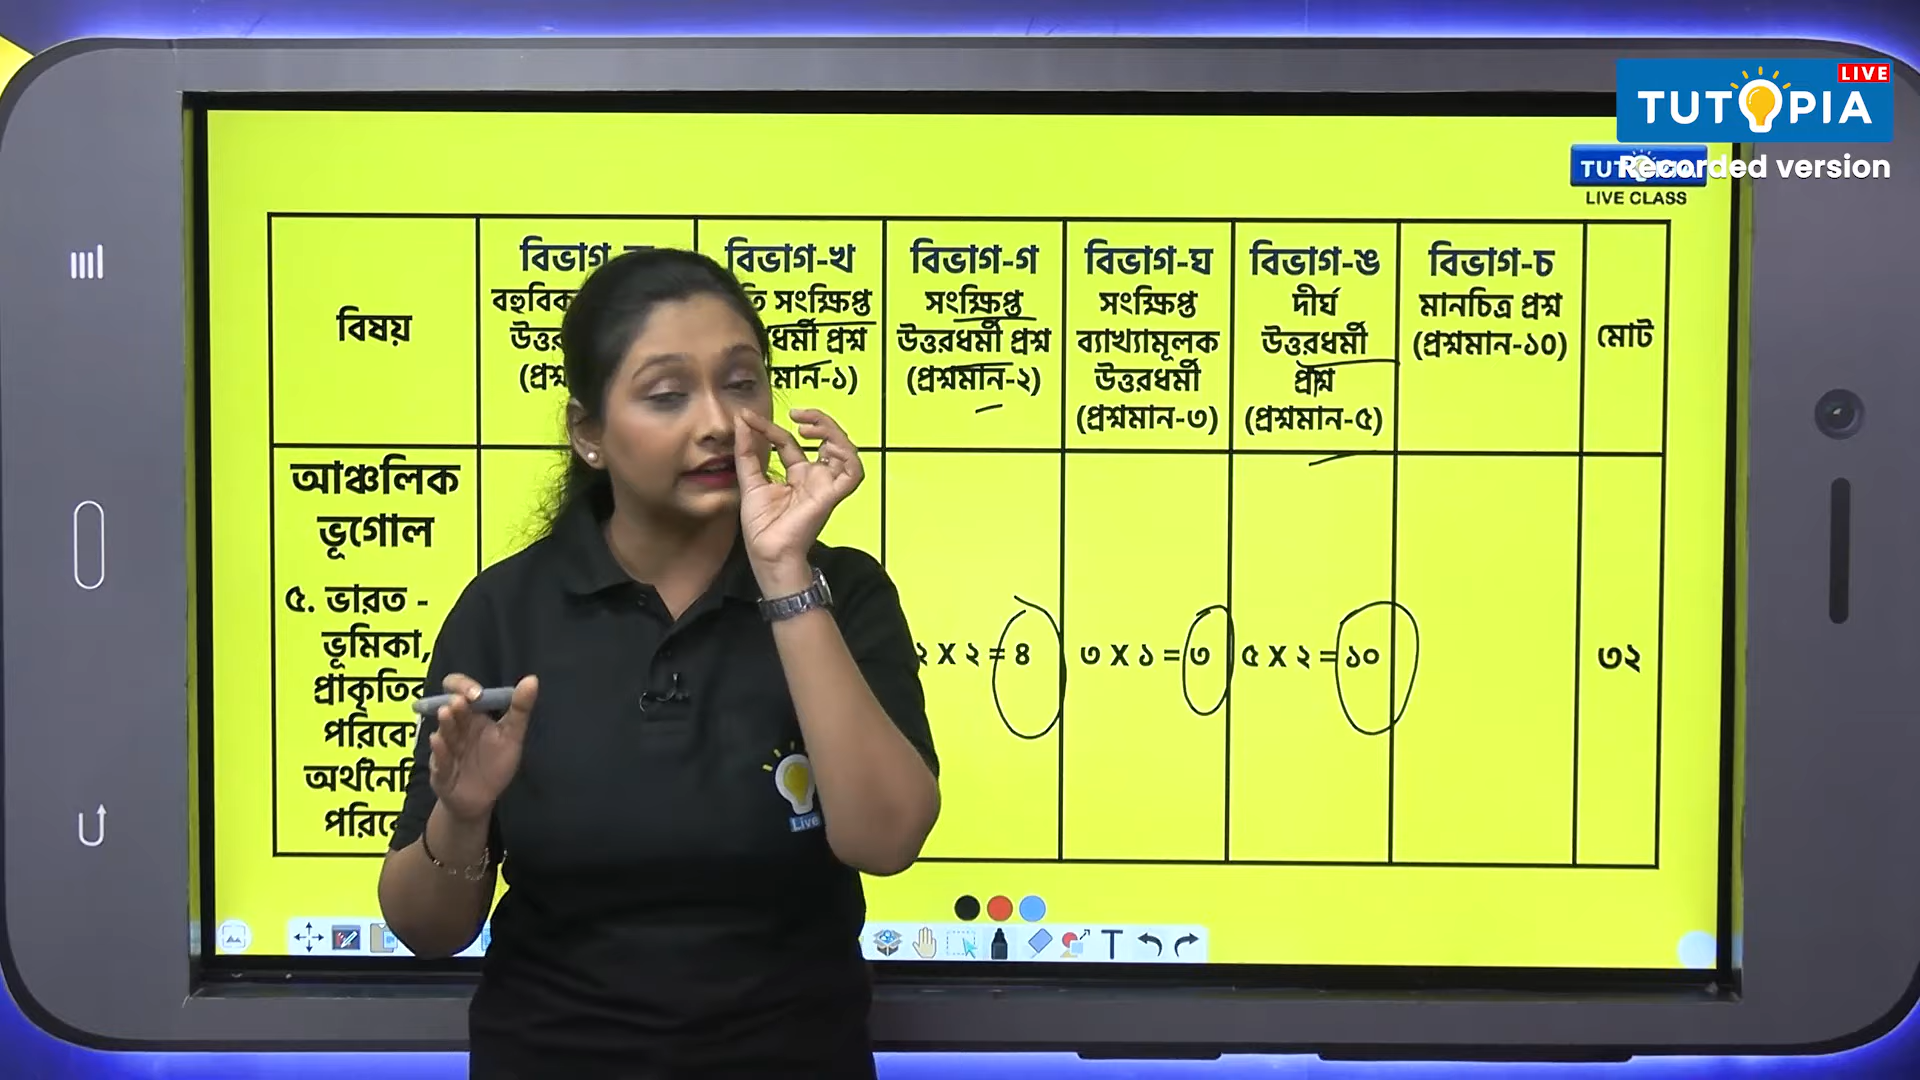 LIVE
TUTOPIA
Recorded version
LIVE CLASS
বিষয়
বিভাগ-খ
সংক্ষিপ্ত
ধর্মী প্রশ্ন
মান-১)
বিভাগ-গ
সংক্ষিপ্ত
উত্তরধর্মী প্রশ্ন
(প্রশ্নমান-২)
বিভাগ-ঘ
সংক্ষিপ্ত
ব্যাখ্যামূলক
উত্তরধর্মী
(প্রশ্নমান-৩)
বিভাগ-ঙ
দীর্ঘ
উত্তরধর্মী
প্রশ্ন
(প্রশ্নমান-৫)
বিভাগ-চ
মানচিত্র প্রশ্ন
(প্রশ্নমান-১০)
মোট
আঞ্চলিক
ভূগোল
৫. ভারত -
ভূমিকা,
২ X ২ = ৪
৩ X ১ = ৩
৫ X ২ = ১০
৩২
Live